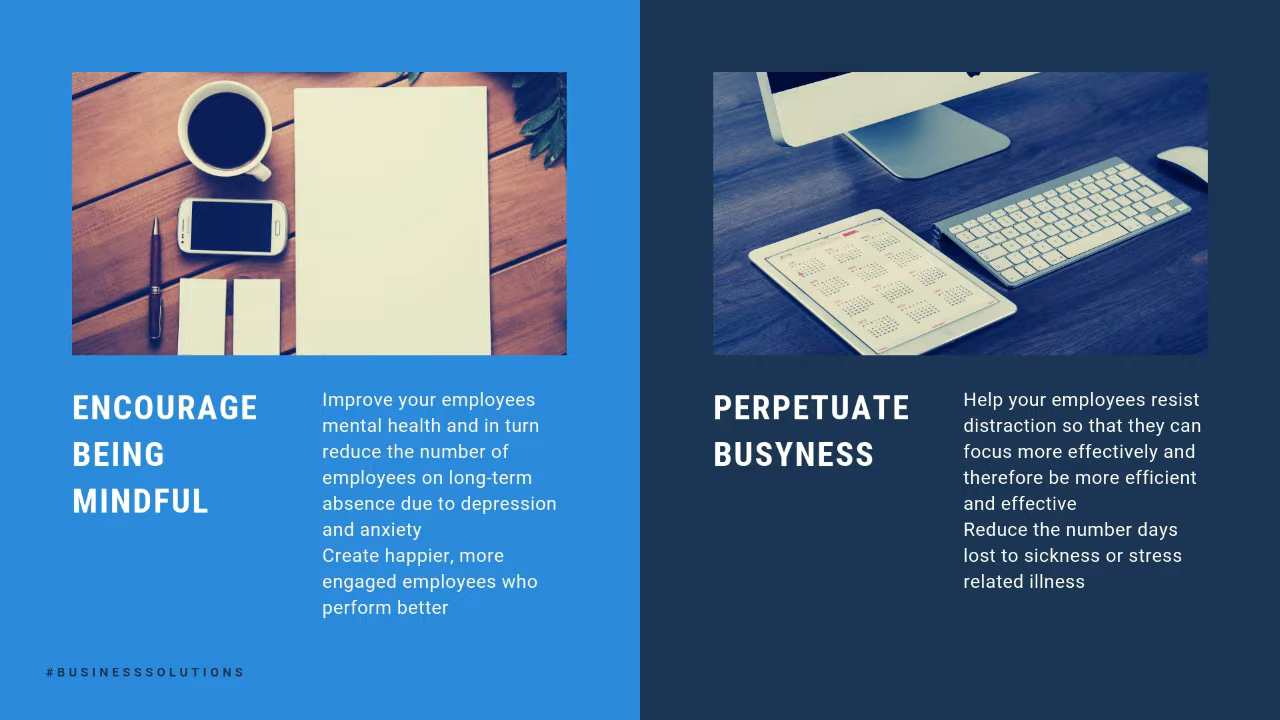 ENCOURAGE
BEING
MINDFUL
Improve your employees
mental health and in turn
reduce the number of
employees on long-term
absence due to depression
and anxiety
Create happier, more
engaged employees who
perform better
PERPETUATE
BUSYNESS
Help your employees resist
distraction so that they can
focus more effectively and
therefore be more efficient
and effective
Reduce the number days
lost to sickness or stress
related illness
#BUSINESSSOLUTIONS